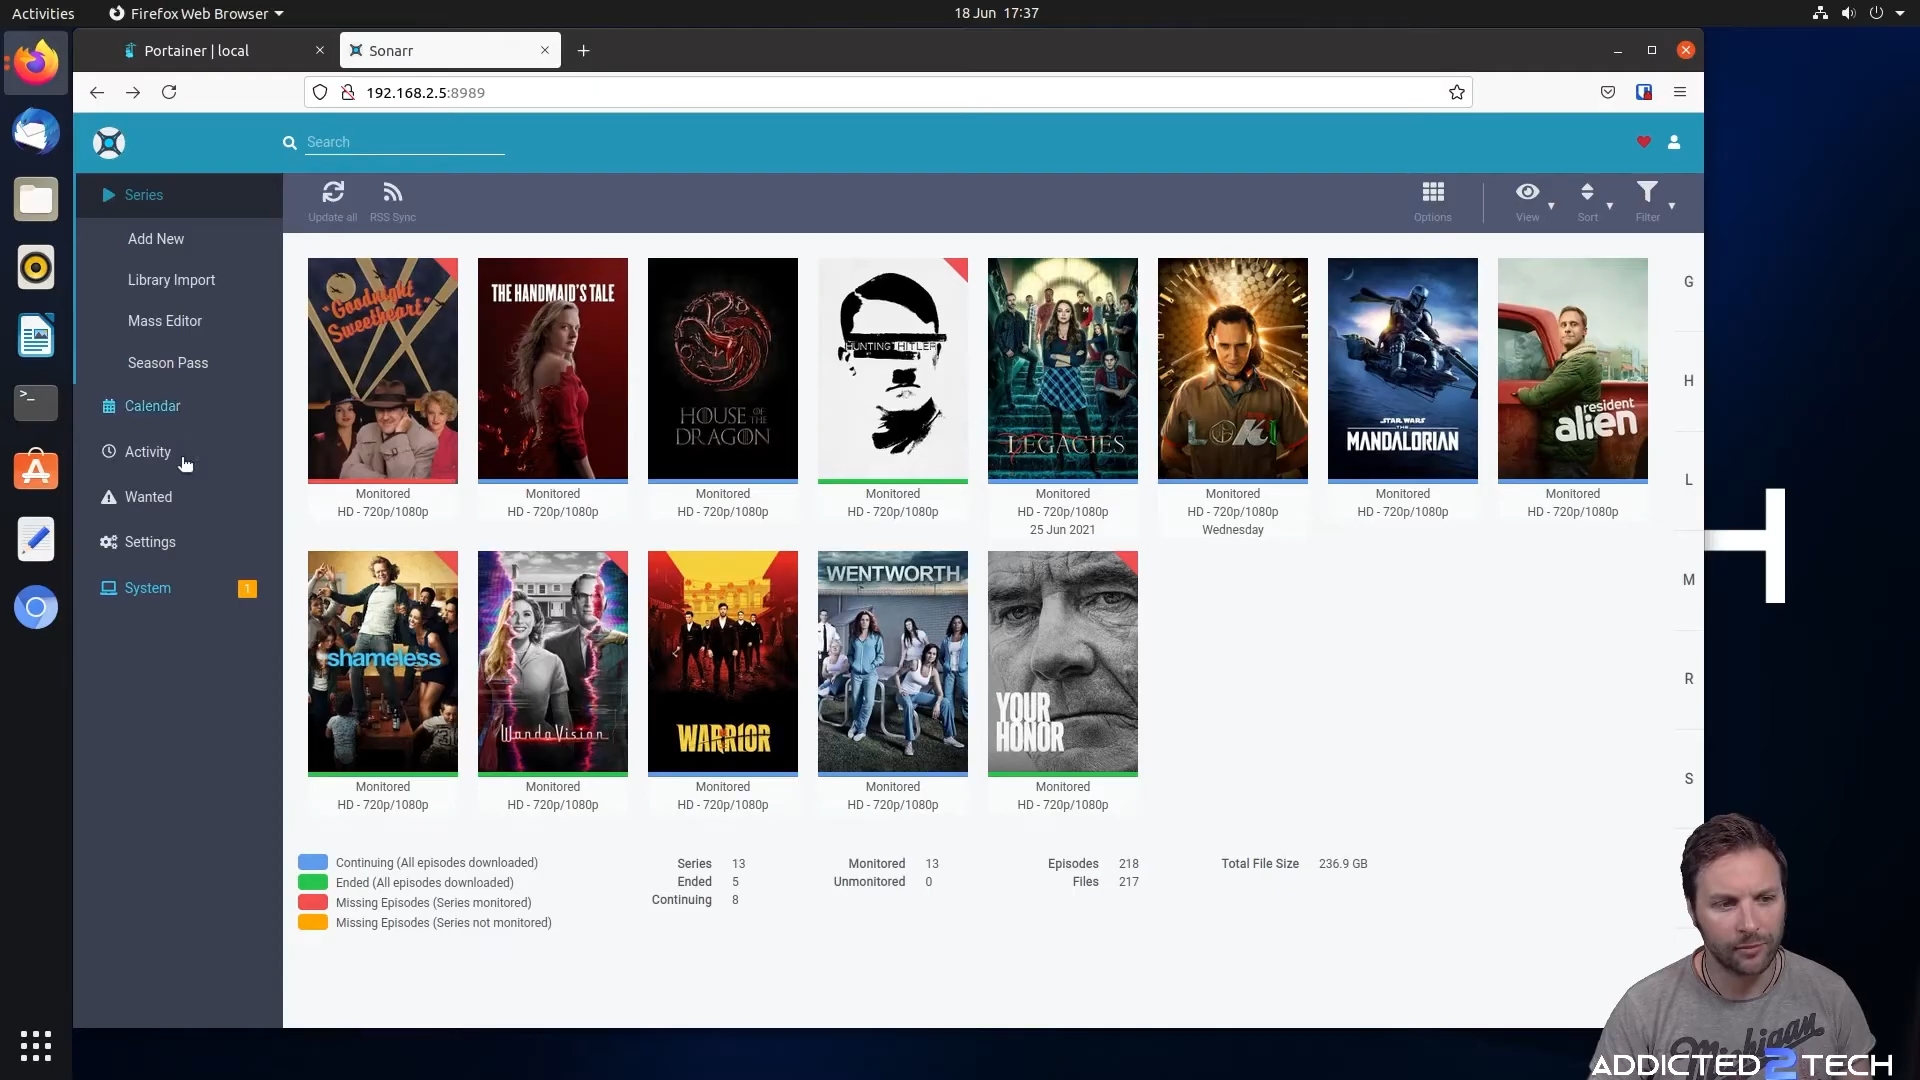 Activities
Firefox Web Browser
18 Jun 17:37
Portainer | local
Sonarr
192.168.2.5:8989
Search
Series
Add New
Library Import
Mass Editor
Season Pass
Calendar
Activity
Wanted
Settings
System
1
Update all
RSS Sync
Options
View
Sort
Filter
"Goodnight
Sweetheart"
Monitored
HD - 720p/1080p
THE HANDMAID'S TALE
Monitored
HD - 720p/1080p
HOUSE OF THE
DRAGON
Monitored
HD - 720p/1080p
HUNTING HITLER
Monitored
HD - 720p/1080p
LEGACIES
Monitored
HD - 720p/1080p
25 Jun 2021
LOKI
Monitored
HD - 720p/1080p
Wednesday
STAR WARS
THE
MANDALORIAN
Monitored
HD - 720p/1080p
resident
alien
Monitored
HD - 720p/1080p
shameless
Monitored
HD - 720p/1080p
WandaVision
Monitored
HD - 720p/1080p
WARRIOR
Monitored
HD - 720p/1080p
WENTWORTH
Monitored
HD - 720p/1080p
YOUR
HONOR
Monitored
HD - 720p/1080p
G
H
L
M
R
S
Continuing (All episodes downloaded)
Ended (All episodes downloaded)
Missing Episodes (Series monitored)
Missing Episodes (Series not monitored)
Series 13
Ended 5
Continuing 8
Monitored 13
Unmonitored 0
Episodes 218
Files 217
Total File Size 236.9 GB
Michigan
ADDICTED2TECH